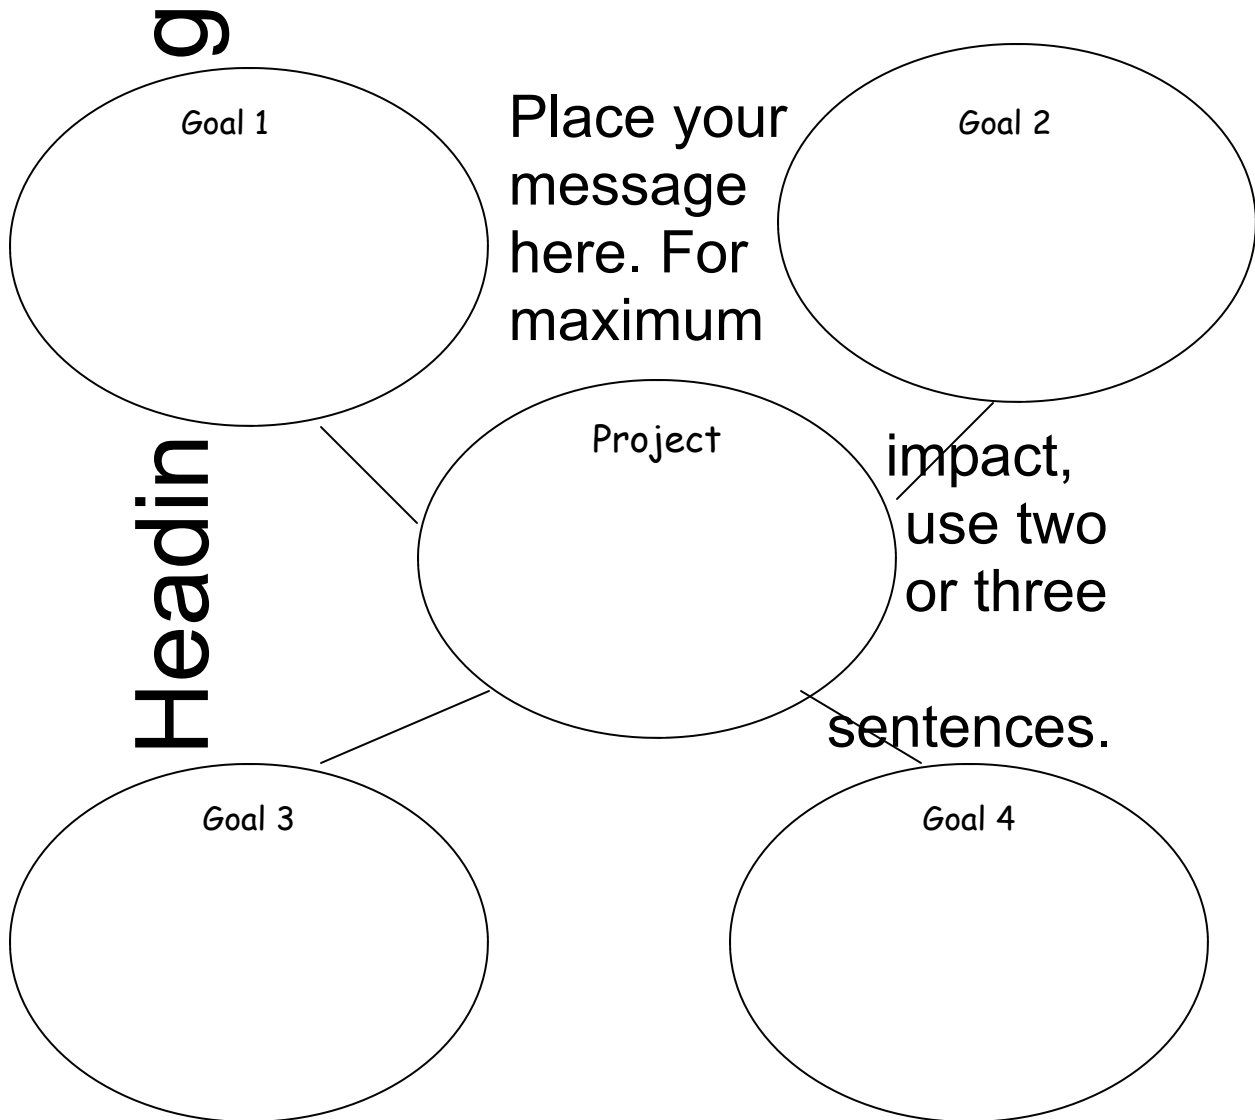 Headin
g
Goal 1
Place your
message
here. For
maximum
Goal 2
Project
impact,
use two
or three
sentences.
Goal 3
Goal 4